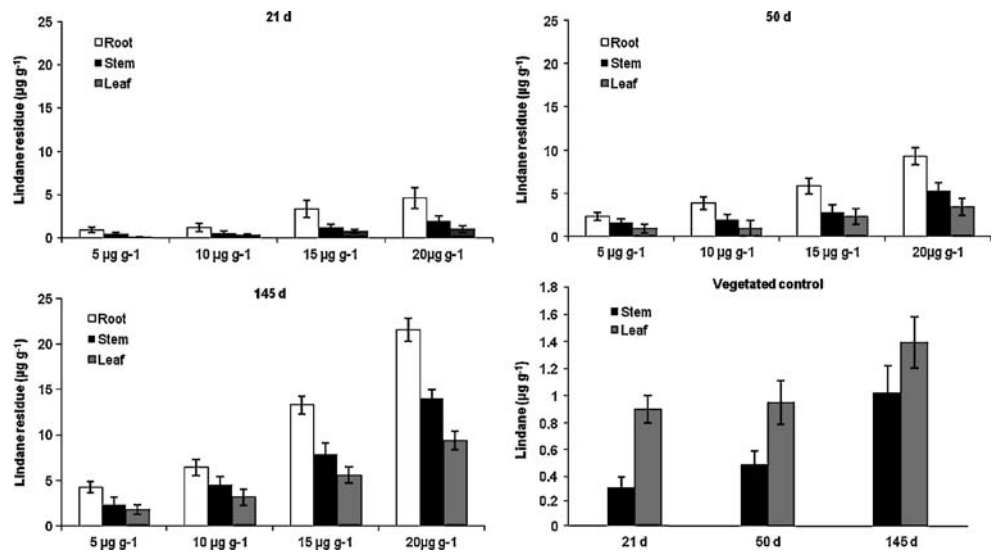 21 d
Lindane residue (µg g-1)
25
20
15
10
5
0
Root
Stem
Leaf
5 µg g-1 10 µg g-1 15 µg g-1 20µg g-1
50 d
Lindane residue (µg g-1)
25
20
15
10
5
0
Root
Stem
Leaf
5 µg g-1 10 µg g-1 15 µg g-1 20µg g-1
145 d
Lindane residue (µg g-1)
25
20
15
10
5
0
Root
Stem
Leaf
5 µg g-1 10 µg g-1 15 µg g-1 20µg g-1
Vegetated control
Lindane (µg g-1)
1.8
1.6
1.4
1.2
1
0.8
0.6
0.4
0.2
0
Stem
Leaf
21 d 50 d 145 d